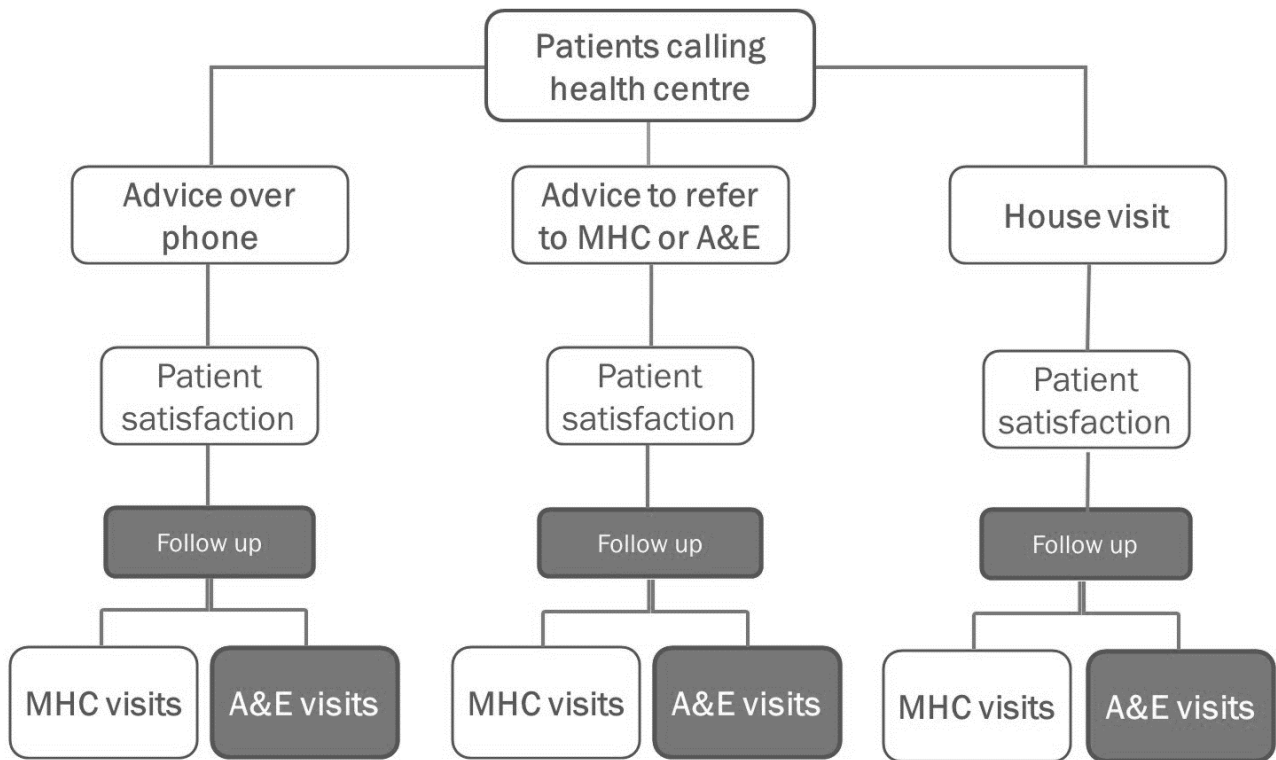 Patients calling
health centre
Advice over
phone
Advice to refer
to MHC or A&E
House visit
Patient
satisfaction
Patient
satisfaction
Patient
satisfaction
Follow up
Follow up
Follow up
MHC visits
A&E visits
MHC visits
A&E visits
MHC visits
A&E visits